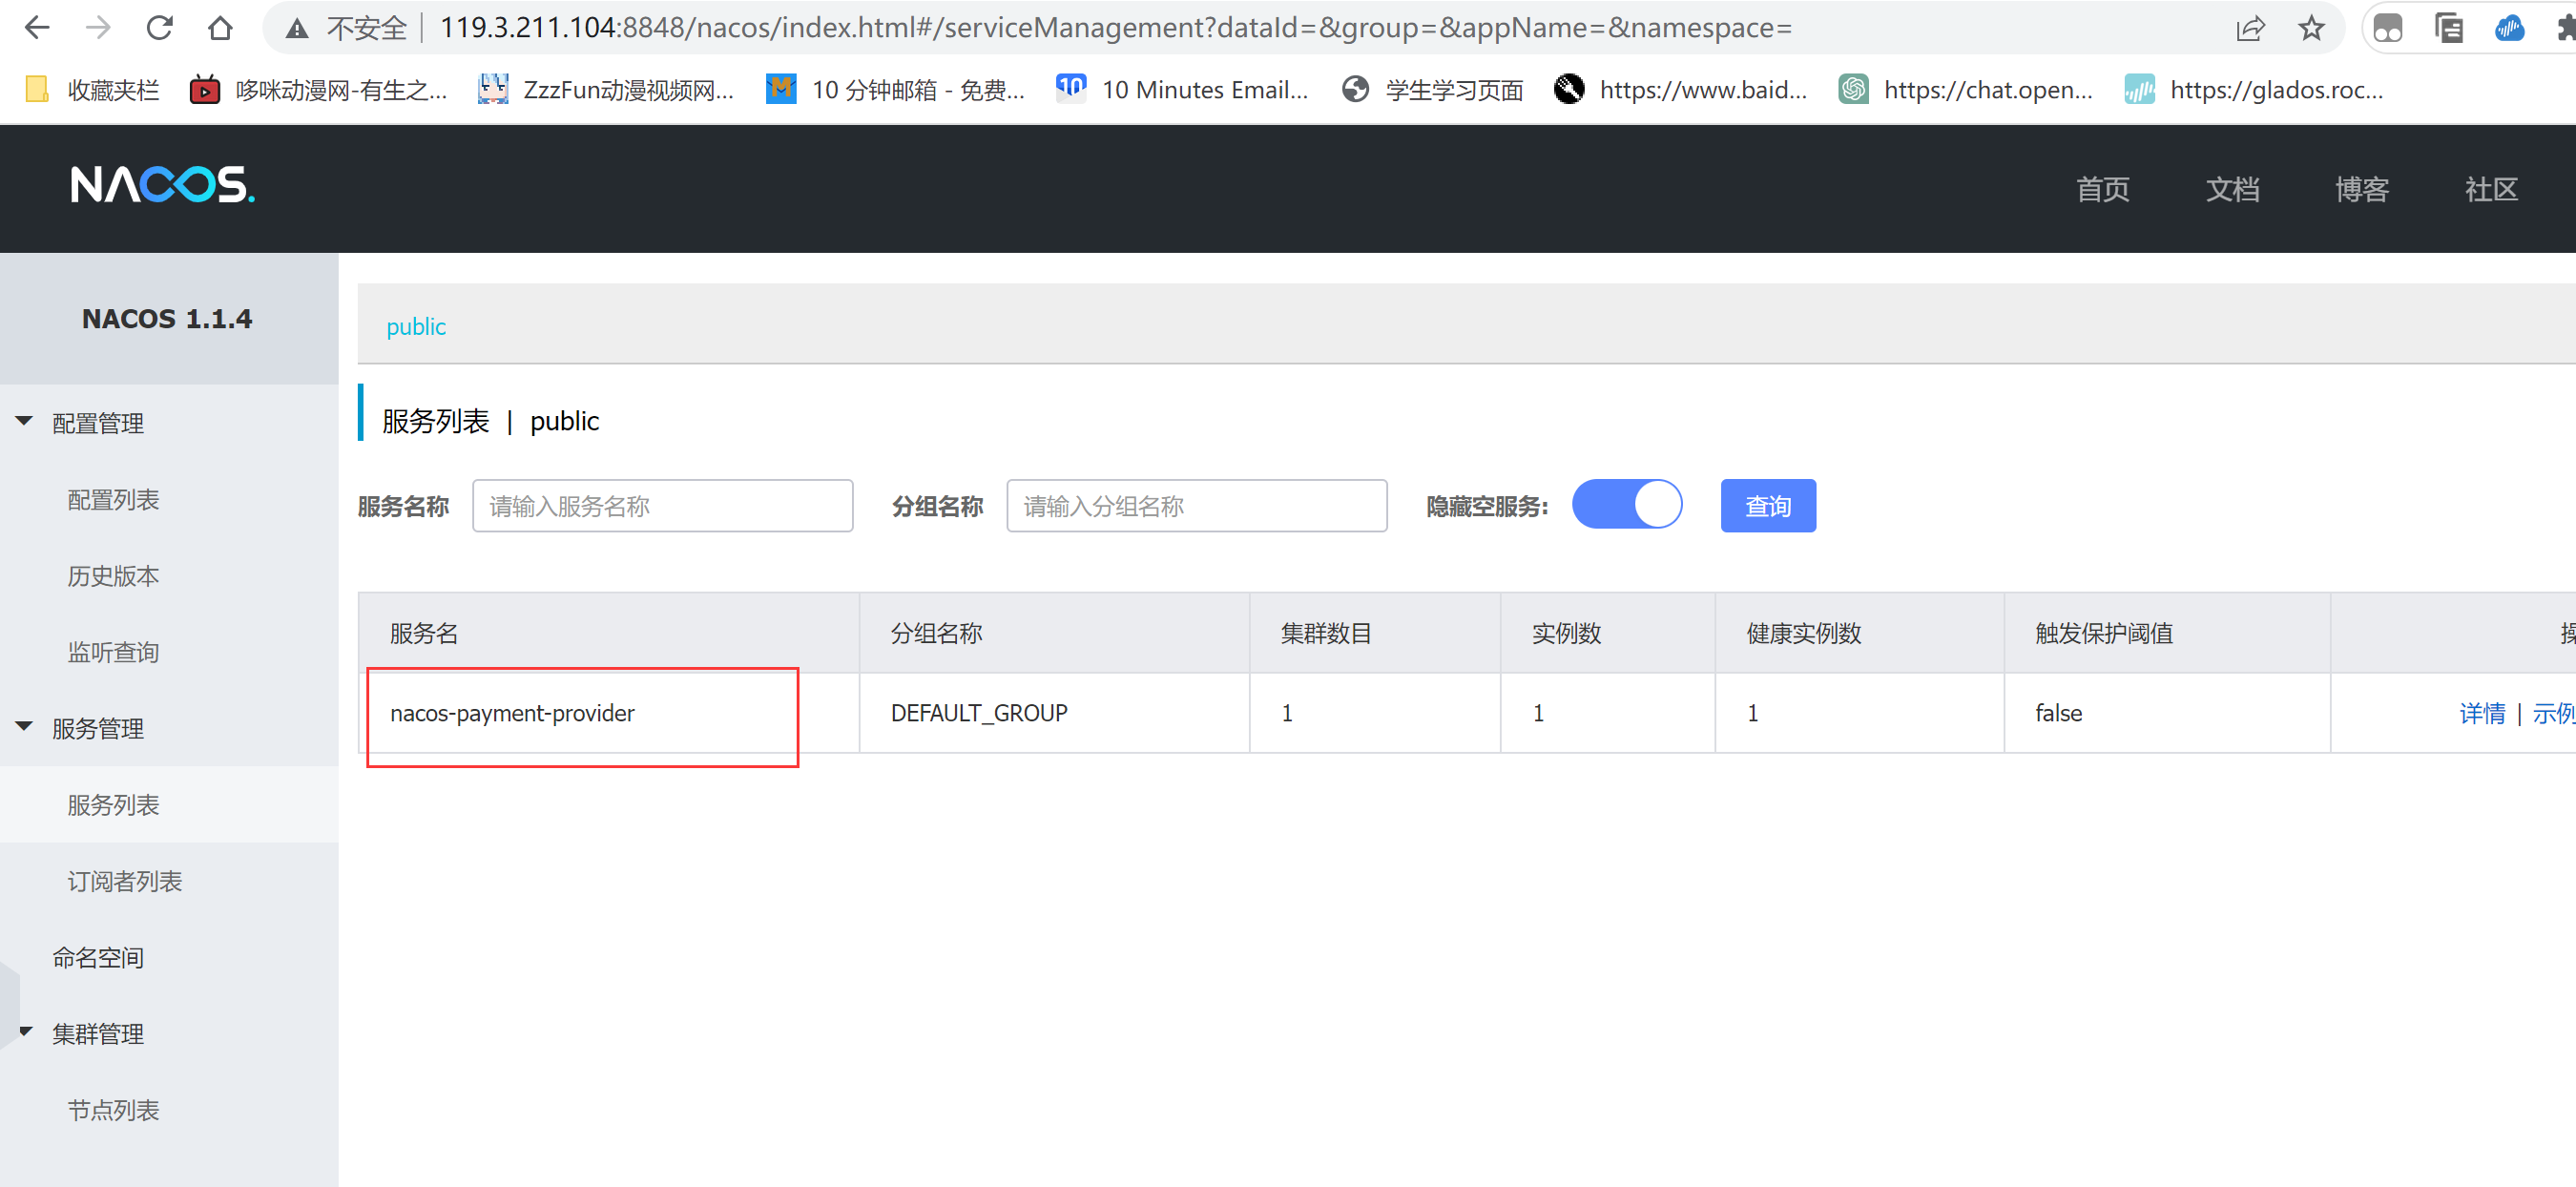 不安全 | 119.3.211.104:8848/nacos/index.html#/serviceManagement?dataId=&group=&appName=&namespace=
收藏夹栏 哆咪动漫网-有生之... ZzzFun动漫视频网... 10 分钟邮箱 - 免费... 10 Minutes Email... 学生学习页面 https://www.baid... https://chat.open... https://glados.roc...
NACOS. 首页 文档 博客 社区
NACOS 1.1.4
配置管理
配置列表
历史版本
监听查询
服务管理
服务列表
订阅者列表
命名空间
集群管理
节点列表
public
服务列表 | public
服务名称 请输入服务名称 分组名称 请输入分组名称 隐藏空服务: 查询
服务名 分组名称 集群数目 实例数 健康实例数 触发保护阈值
nacos-payment-provider DEFAULT_GROUP 1 1 1 false 详情 | 示例